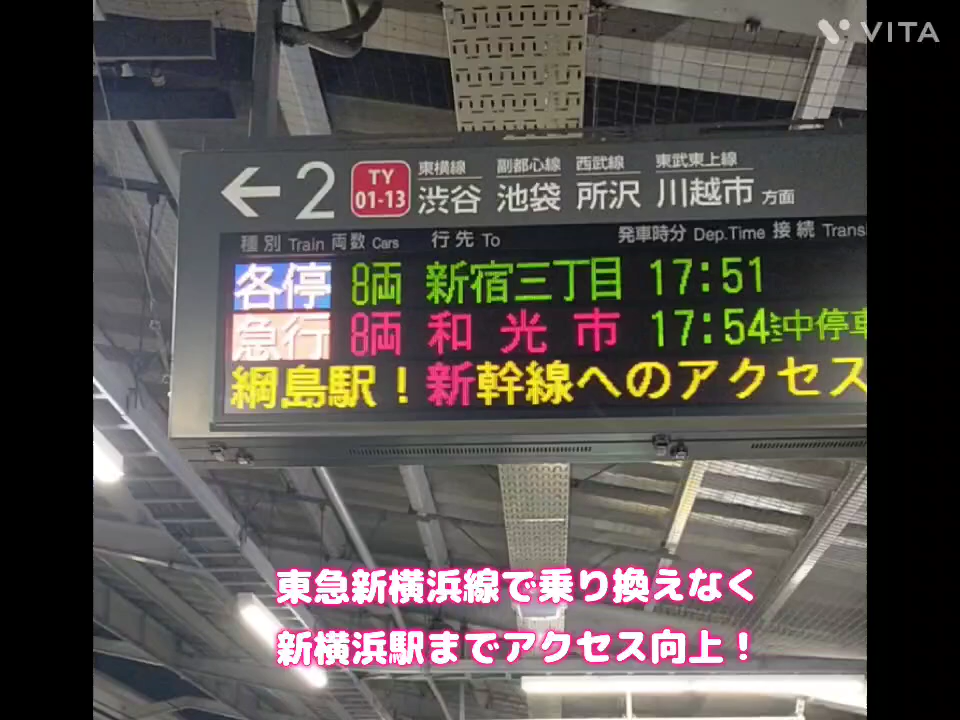 VITA
← 2 TY 01-13 東横線 渋谷 副都心線 池袋 西武線 所沢 東武東上線 川越市 方面
種別 Train 両数 Cars 行先 To 発車時分 Dep.Time 接続 Trans
各停 8両 新宿三丁目 17:51
急行 8両 和光市 17:54 中停車
綱島駅！新幹線へのアクセス
東急新横浜線で乗り換えなく
新横浜駅までアクセス向上！